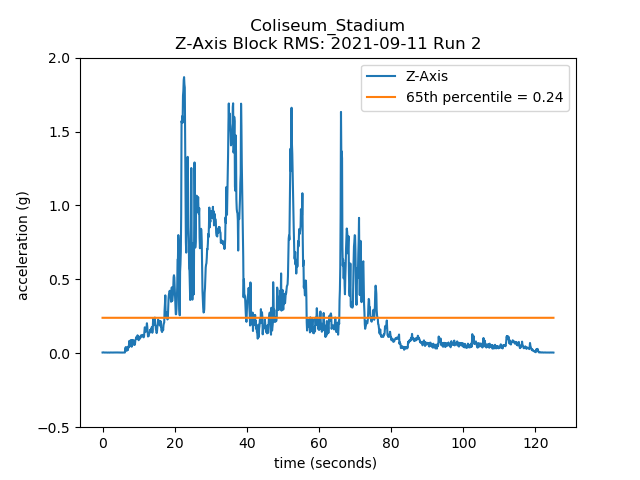 Coliseum_Stadium
Z-Axis Block RMS: 2021-09-11 Run 2
Z-Axis
65th percentile = 0.24
acceleration (g)
2.0
1.5
1.0
0.5
0.0
−0.5
0 20 40 60 80 100 120
time (seconds)